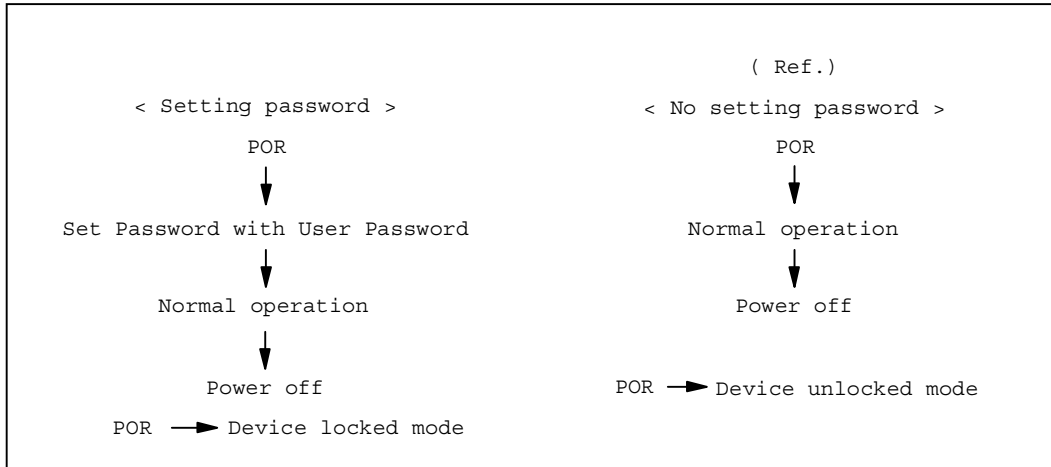 < Setting password >
POR
Set Password with User Password
Normal operation
Power off
POR Device locked mode
( Ref.)
< No setting password >
POR
Normal operation
Power off
POR Device unlocked mode